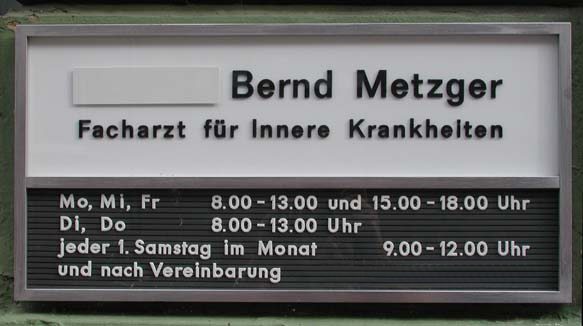 Bernd Metzger
Facharzt für Innere Krankheiten
Mo, Mi, Fr 8.00-13.00 und 15.00-18.00 Uhr
Di, Do 8.00-13.00 Uhr
jeder 1. Samstag im Monat 9.00-12.00 Uhr
und nach Vereinbarung